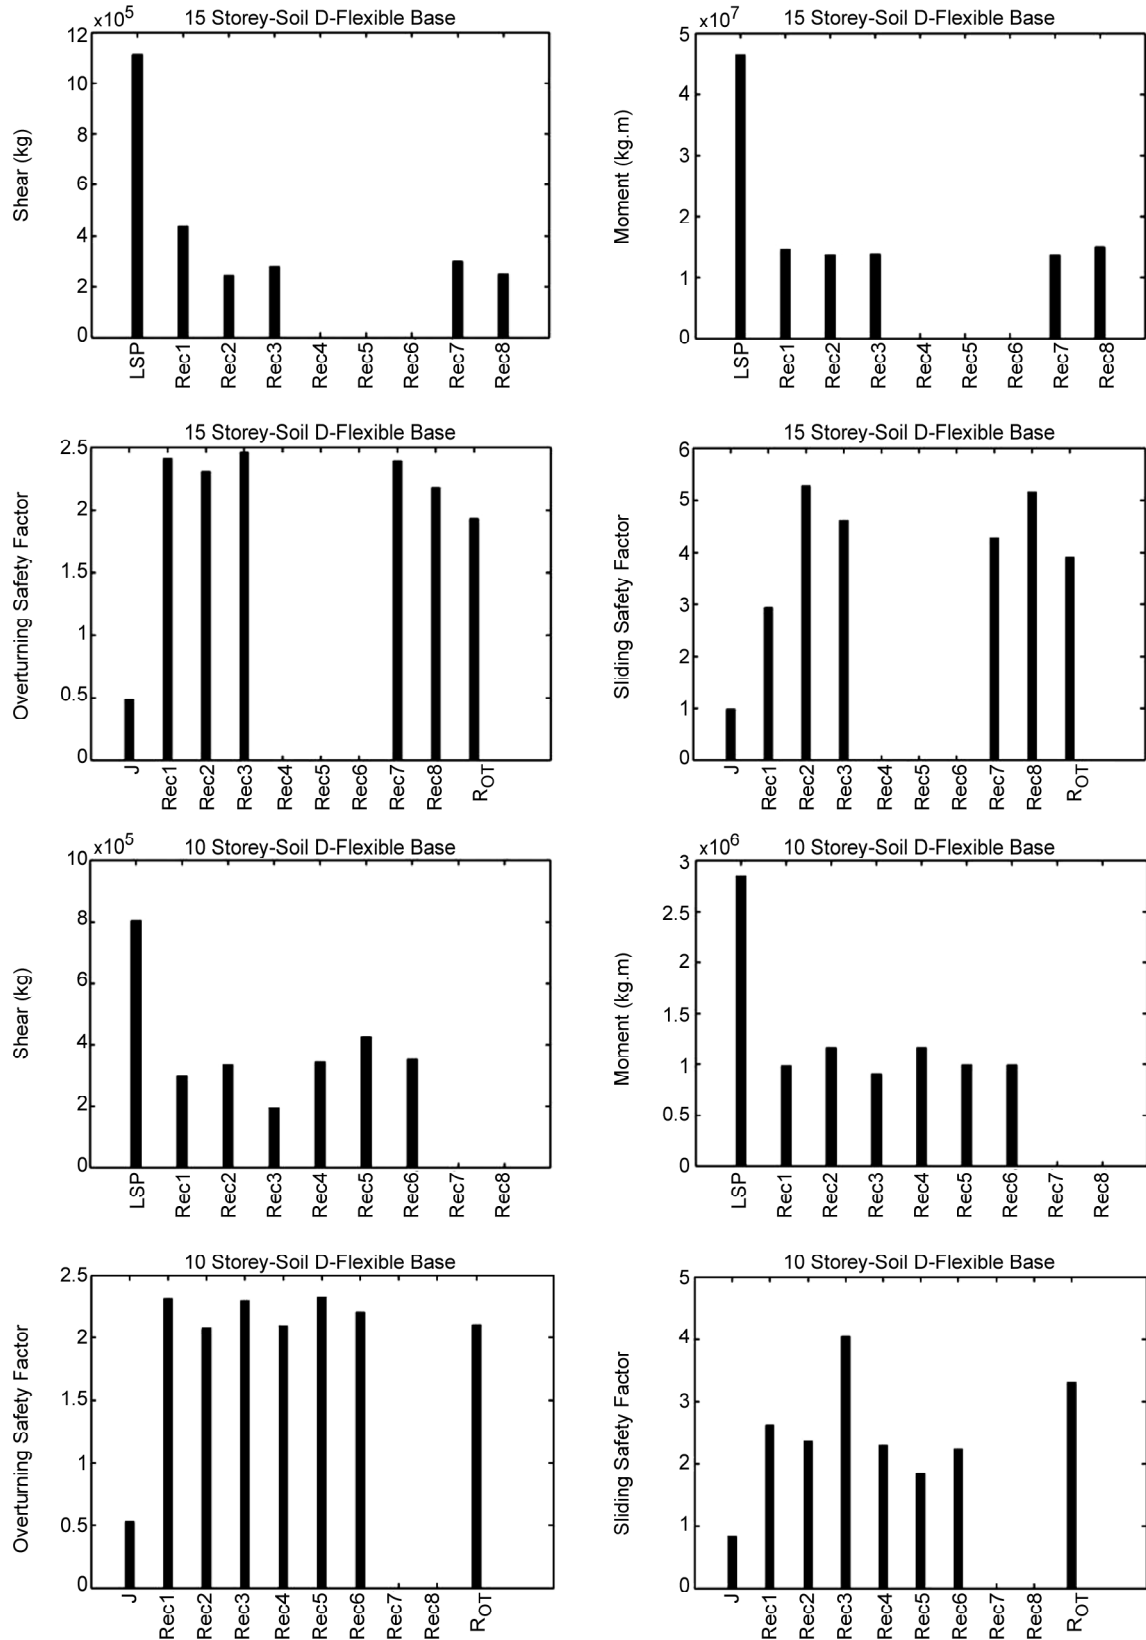 15 Storey-Soil D-Flexible Base
x10⁵
12
10
8
6
4
2
0
Shear (kg)
LSP
Rec1
Rec2
Rec3
Rec4
Rec5
Rec6
Rec7
Rec8
15 Storey-Soil D-Flexible Base
x10⁷
5
4
3
2
1
0
Moment (kg.m)
LSP
Rec1
Rec2
Rec3
Rec4
Rec5
Rec6
Rec7
Rec8
15 Storey-Soil D-Flexible Base
2.5
2
1.5
1
0.5
0
Overturning Safety Factor
J
Rec1
Rec2
Rec3
Rec4
Rec5
Rec6
Rec7
Rec8
R_OT
15 Storey-Soil D-Flexible Base
6
5
4
3
2
1
0
Sliding Safety Factor
J
Rec1
Rec2
Rec3
Rec4
Rec5
Rec6
Rec7
Rec8
R_OT
10 Storey-Soil D-Flexible Base
x10⁵
10
8
6
4
2
0
Shear (kg)
LSP
Rec1
Rec2
Rec3
Rec4
Rec5
Rec6
Rec7
Rec8
10 Storey-Soil D-Flexible Base
x10⁶
3
2.5
2
1.5
1
0.5
0
Moment (kg.m)
LSP
Rec1
Rec2
Rec3
Rec4
Rec5
Rec6
Rec7
Rec8
10 Storey-Soil D-Flexible Base
2.5
2
1.5
1
0.5
0
Overturning Safety Factor
J
Rec1
Rec2
Rec3
Rec4
Rec5
Rec6
Rec7
Rec8
R_OT
10 Storey-Soil D-Flexible Base
5
4
3
2
1
0
Sliding Safety Factor
J
Rec1
Rec2
Rec3
Rec4
Rec5
Rec6
Rec7
Rec8
R_OT